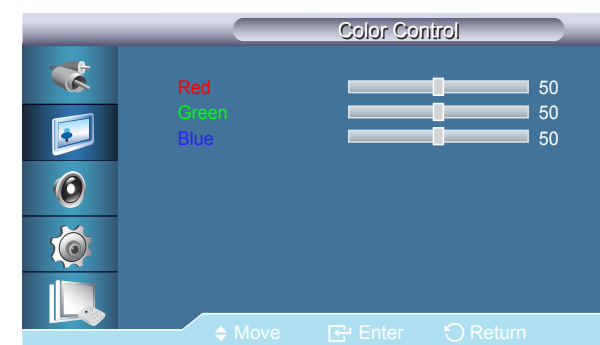 Color Control
Red 50
Green 50
Blue 50
Move Enter Return